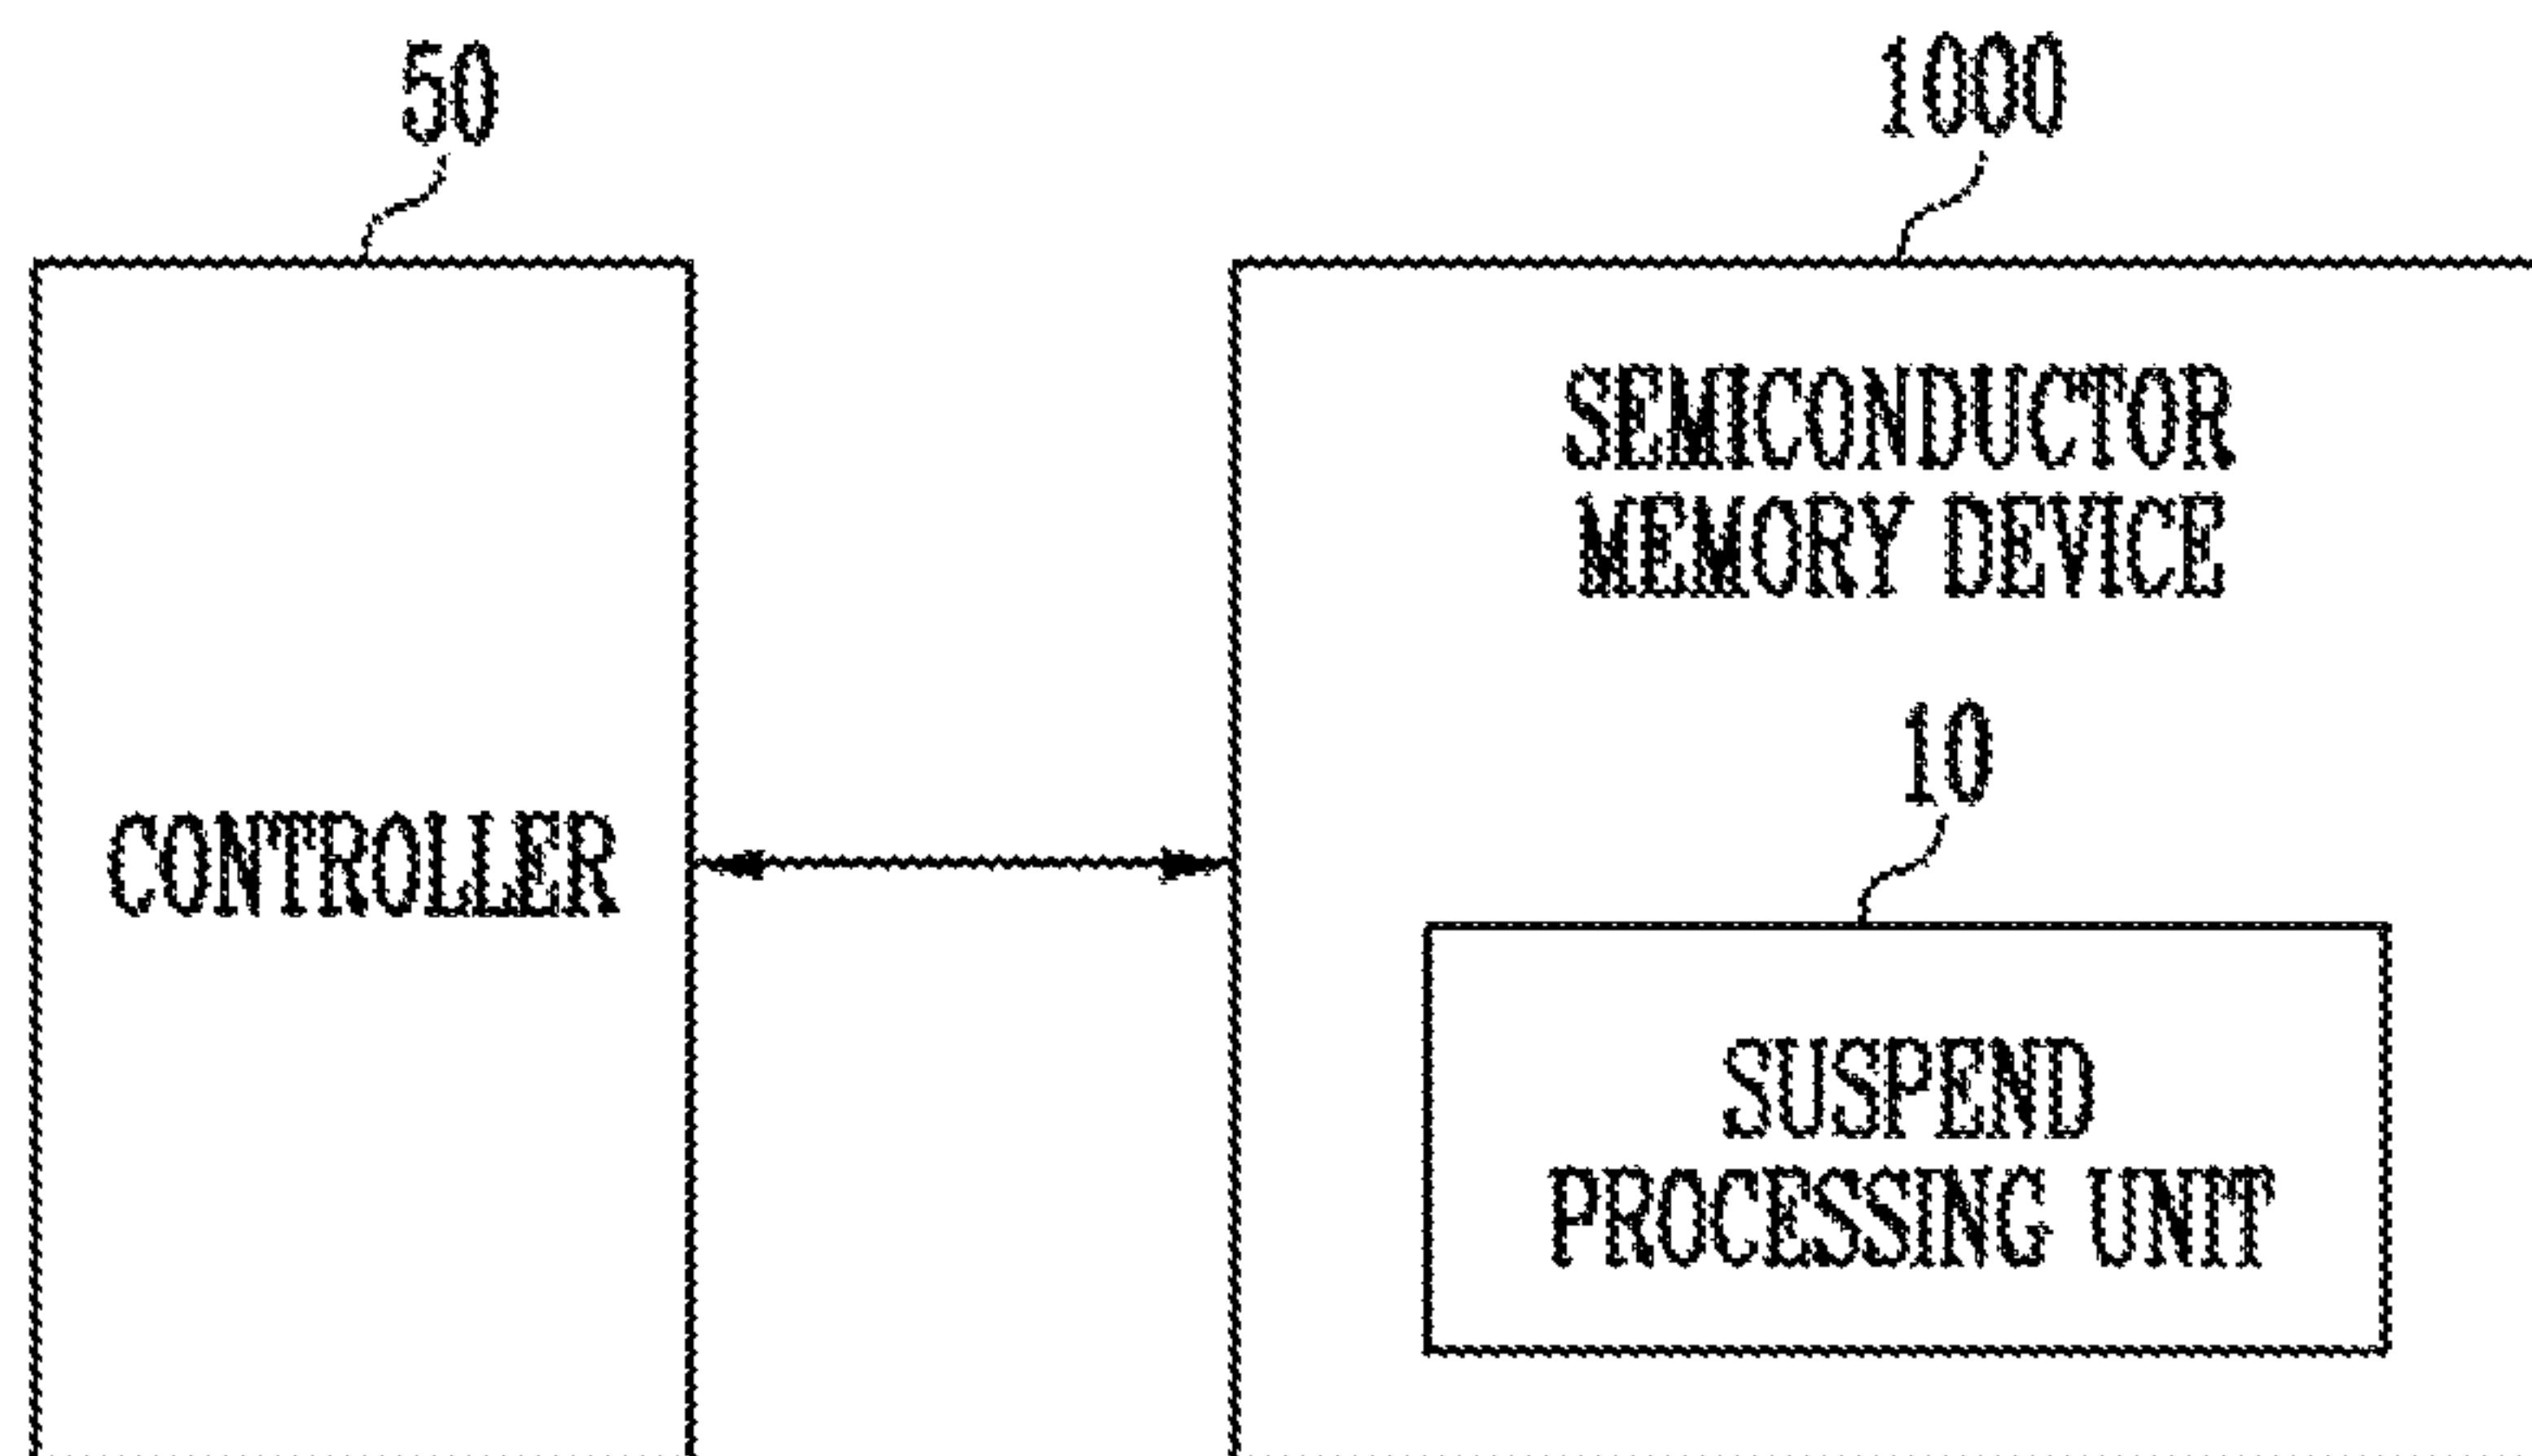 50
1000
SEMICONDUCTOR
MEMORY DEVICE
10
CONTROLLER
SUSPEND
PROCESSING UNIT